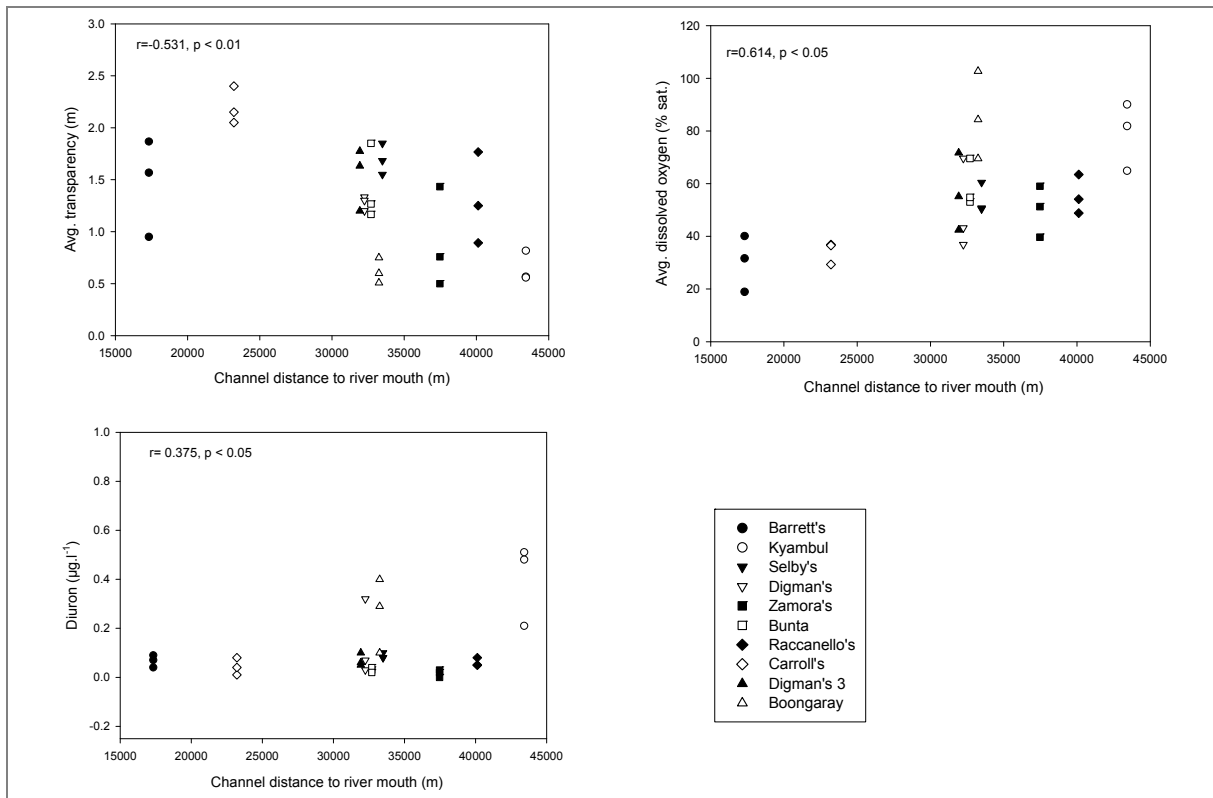 r=-0.531, p < 0.01
3.0
2.5
2.0
1.5
1.0
0.5
0.0
Avg. transparency (m)
15000 20000 25000 30000 35000 40000 45000
Channel distance to river mouth (m)
r=0.614, p < 0.05
120
100
80
60
40
20
0
Avg. dissolved oxygen (% sat.)
15000 20000 25000 30000 35000 40000 45000
Channel distance to river mouth (m)
r= 0.375, p < 0.05
1.0
0.8
0.6
0.4
0.2
0.0
-0.2
Diuron (µg.l⁻¹)
15000 20000 25000 30000 35000 40000 45000
Channel distance to river mouth (m)
Barrett's
Kyambul
Selby's
Digman's
Zamora's
Bunta
Raccanello's
Carroll's
Digman's 3
Boongaray